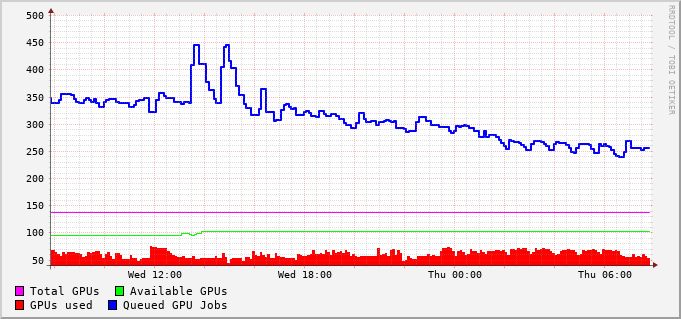 500
450
400
350
300
250
200
150
100
50
Wed 12:00 Wed 18:00 Thu 00:00 Thu 06:00
Total GPUs Available GPUs
GPUs used Queued GPU Jobs
RRDTOOL / TOBI OETIKER